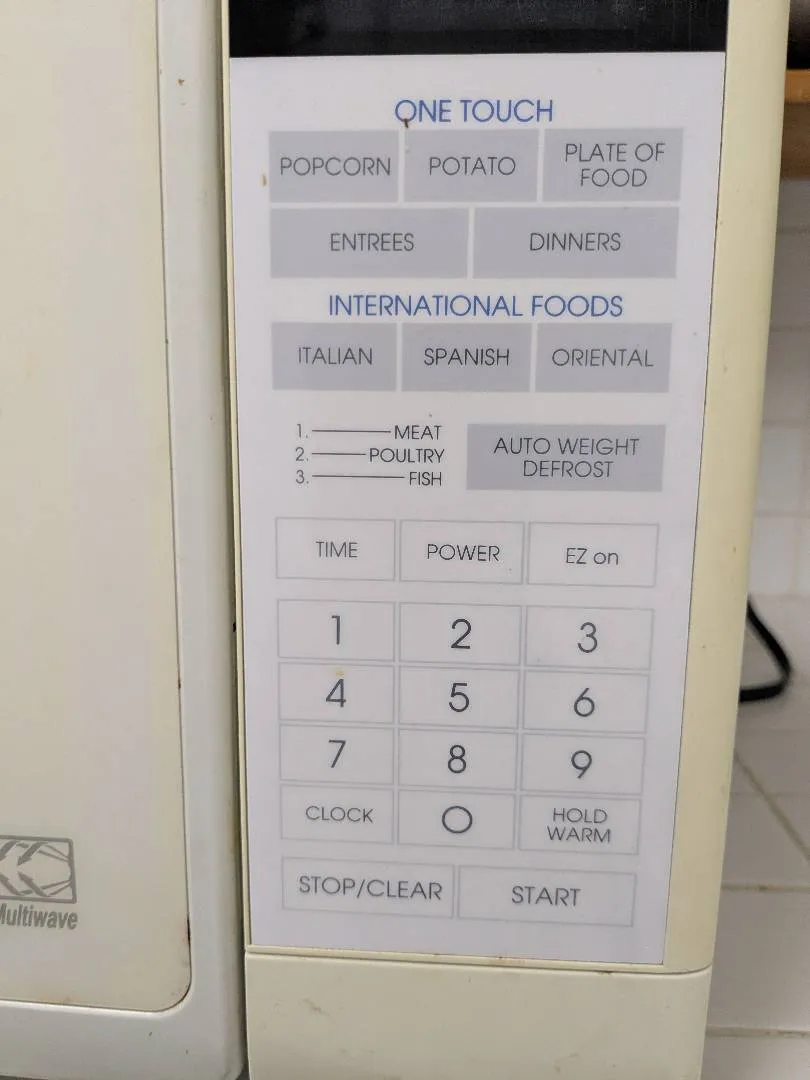 ONE TOUCH
POPCORN POTATO PLATE OF FOOD
ENTREES DINNERS
INTERNATIONAL FOODS
ITALIAN SPANISH ORIENTAL
1. MEAT
2. POULTRY
3. FISH
AUTO WEIGHT
DEFROST
TIME POWER EZ on
1 2 3
4 5 6
7 8 9
CLOCK 0 HOLD WARM
STOP/CLEAR START
Multiwave